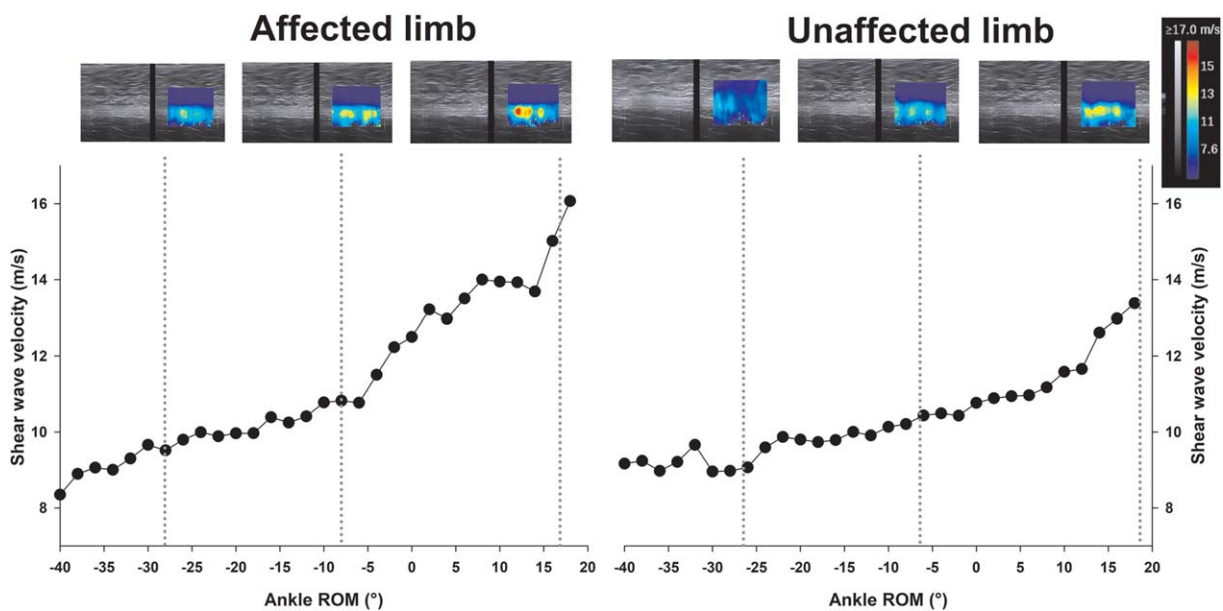 Affected limb
Unaffected limb
≥17.0 m/s
15
13
11
7.6
Shear wave velocity (m/s)
16
14
12
10
8
-40 -35 -30 -25 -20 -15 -10 -5 0 5 10 15 20
Ankle ROM (°)
-40 -35 -30 -25 -20 -15 -10 -5 0 5 10 15 20
Ankle ROM (°)
16
14
12
10
8
Shear wave velocity (m/s)